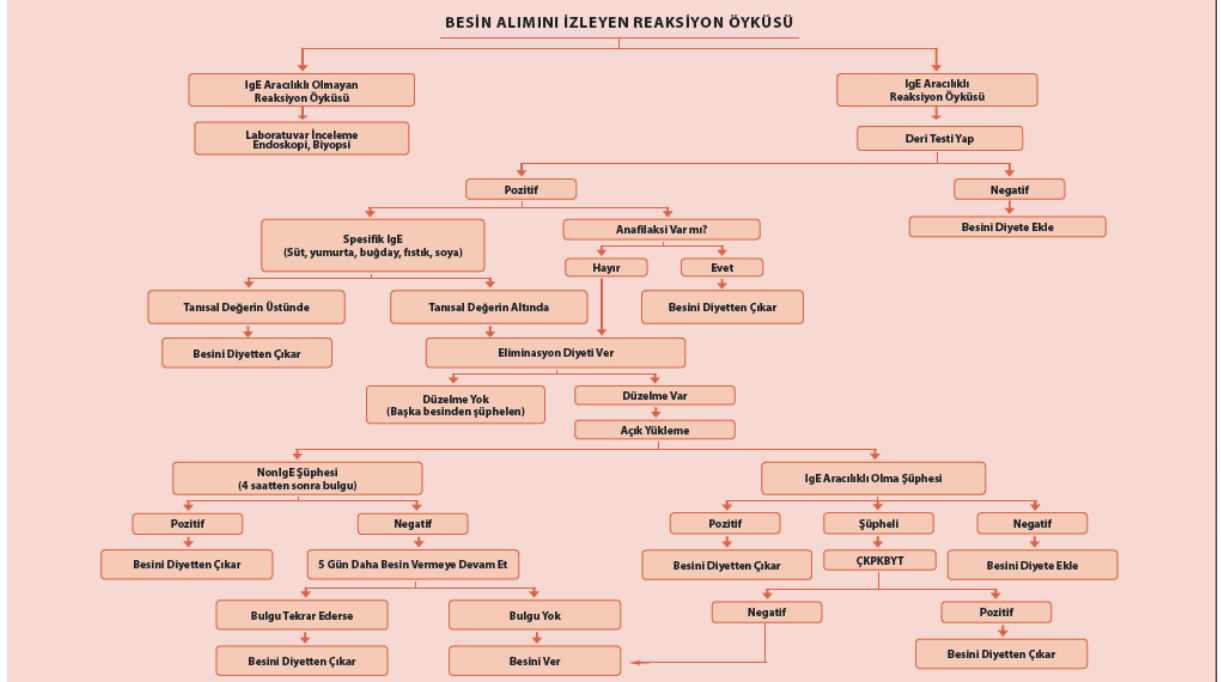 BESİN ALIMINI İZLEYEN REAKSİYON ÖYKÜSÜ
IgE Aracılıklı Olmayan
Reaksiyon Öyküsü
IgE Aracılıklı
Reaksiyon Öyküsü
Laboratuvar İnceleme
Endoskopi, Biyopsi
Deri Testi Yap
Pozitif
Negatif
Spesifik IgE
(Süt, yumurta, buğday, fıstık, soya)
Anafilaksi Var mı?
Besini Diyete Ekle
Hayır
Evet
Tanısal Değerin Üstünde
Tanısal Değerin Altında
Besini Diyetten Çıkar
Besini Diyetten Çıkar
Eliminasyon Diyeti Ver
Düzelme Yok
(Başka besinden şüphelen)
Düzelme Var
Açık Yükleme
NonIgE Şüphesi
(4 saatten sonra bulgu)
IgE Aracılıklı Olma Şüphesi
Pozitif
Negatif
Pozitif
Şüpheli
Negatif
Besini Diyetten Çıkar
5 Gün Daha Besin Vermeye Devam Et
Besini Diyetten Çıkar
ÇKPKBYT
Besini Diyete Ekle
Bulgu Tekrar Ederse
Bulgu Yok
Negatif
Pozitif
Besini Diyetten Çıkar
Besini Ver
Besini Diyetten Çıkar